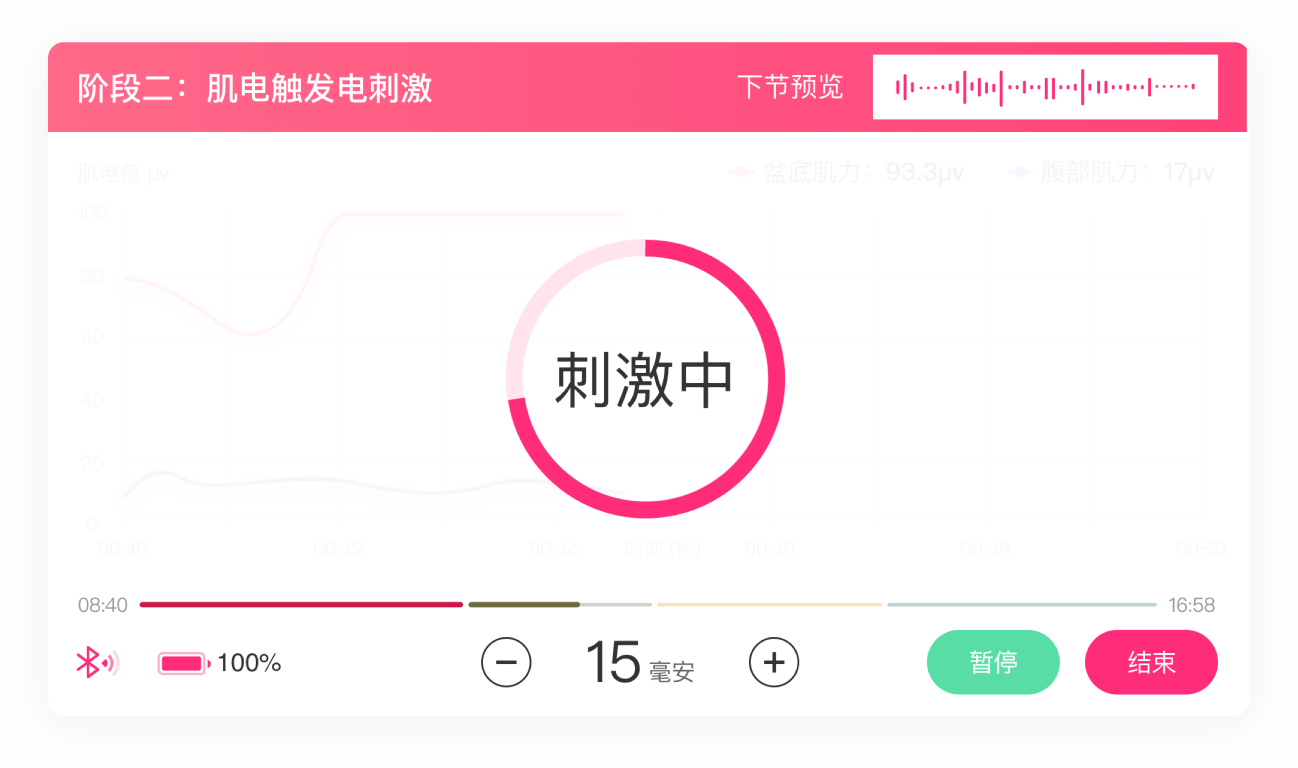 阶段二：肌电触发电刺激
下节预览
肌电值 μv
盆底肌力：93.3μv
腹部肌力：17μv
100
80
60
40
20
0
刺激中
00:40
00:42
00:44
时间 (秒)
00:46
00:48
00:50
08:40
16:58
100%
15 毫安
暂停
结束